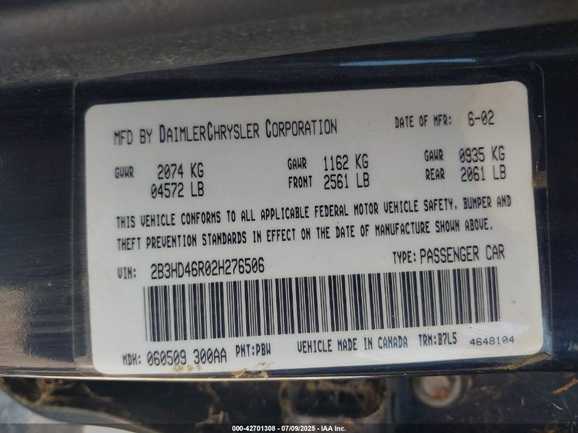 MFD BY DAIMLERCHRYSLER CORPORATION DATE OF MFR: 6-02
GVWR 2074 KG GAWR 1162 KG GAWR 0935 KG
04572 LB FRONT 2561 LB REAR 2061 LB
THIS VEHICLE CONFORMS TO ALL APPLICABLE FEDERAL MOTOR VEHICLE SAFETY, BUMPER AND
THEFT PREVENTION STANDARDS IN EFFECT ON THE DATE OF MANUFACTURE SHOWN ABOVE.
VIN: 2B3HD46R02H276506 TYPE: PASSENGER CAR
MDH: 060509 300AA PNT:PBW VEHICLE MADE IN CANADA TRM:B7L5 4648104
000-42701308 - 07/09/2025 - IAA Inc.